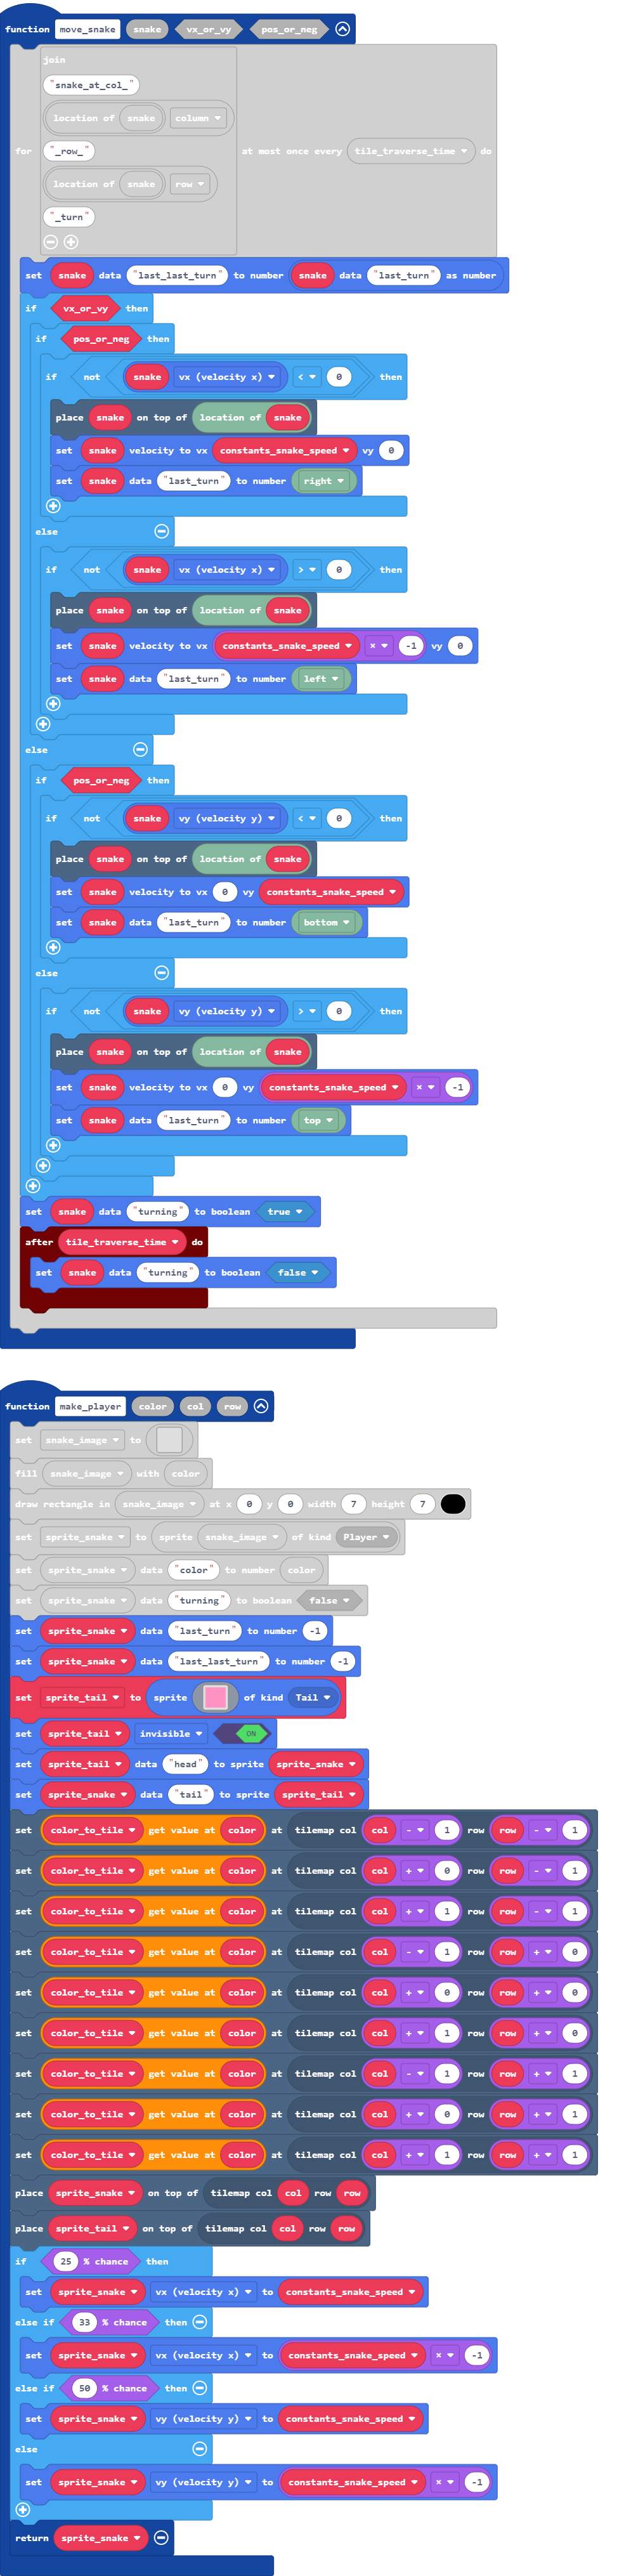 function move_snake snake vx_or_vy pos_or_neg
join
"snake_at_col_"
location of snake column
for "_row_" at most once every tile_traverse_time do
location of snake row
"_turn"
set snake data "last_last_turn" to number snake data "last_turn" as number
if vx_or_vy then
if pos_or_neg then
if not snake vx (velocity x) < 0 then
place snake on top of location of snake
set snake velocity to vx constants_snake_speed vy 0
set snake data "last_turn" to number right
else
if not snake vx (velocity x) > 0 then
place snake on top of location of snake
set snake velocity to vx constants_snake_speed × -1 vy 0
set snake data "last_turn" to number left
else
if pos_or_neg then
if not snake vy (velocity y) < 0 then
place snake on top of location of snake
set snake velocity to vx 0 vy constants_snake_speed
set snake data "last_turn" to number bottom
else
if not snake vy (velocity y) > 0 then
place snake on top of location of snake
set snake velocity to vx 0 vy constants_snake_speed × -1
set snake data "last_turn" to number top
set snake data "turning" to boolean true
after tile_traverse_time do
set snake data "turning" to boolean false
function make_player color col row
set snake_image to
fill snake_image with color
draw rectangle in snake_image at x 0 y 0 width 7 height 7
set sprite_snake to sprite snake_image of kind Player
set sprite_snake data "color" to number color
set sprite_snake data "turning" to boolean false
set sprite_snake data "last_turn" to number -1
set sprite_snake data "last_last_turn" to number -1
set sprite_tail to sprite of kind Tail
set sprite_tail invisible ON
set sprite_tail data "head" to sprite sprite_snake
set sprite_snake data "tail" to sprite sprite_tail
set color_to_tile get value at color at tilemap col col - 1 row row - 1
set color_to_tile get value at color at tilemap col col + 0 row row - 1
set color_to_tile get value at color at tilemap col col + 1 row row - 1
set color_to_tile get value at color at tilemap col col - 1 row row + 0
set color_to_tile get value at color at tilemap col col + 0 row row + 0
set color_to_tile get value at color at tilemap col col + 1 row row + 0
set color_to_tile get value at color at tilemap col col - 1 row row + 1
set color_to_tile get value at color at tilemap col col + 0 row row + 1
set color_to_tile get value at color at tilemap col col + 1 row row + 1
place sprite_snake on top of tilemap col col row row
place sprite_tail on top of tilemap col col row row
if 25 % chance then
set sprite_snake vx (velocity x) to constants_snake_speed
else if 33 % chance then
set sprite_snake vx (velocity x) to constants_snake_speed × -1
else if 50 % chance then
set sprite_snake vy (velocity y) to constants_snake_speed
else
set sprite_snake vy (velocity y) to constants_snake_speed × -1
return sprite_snake